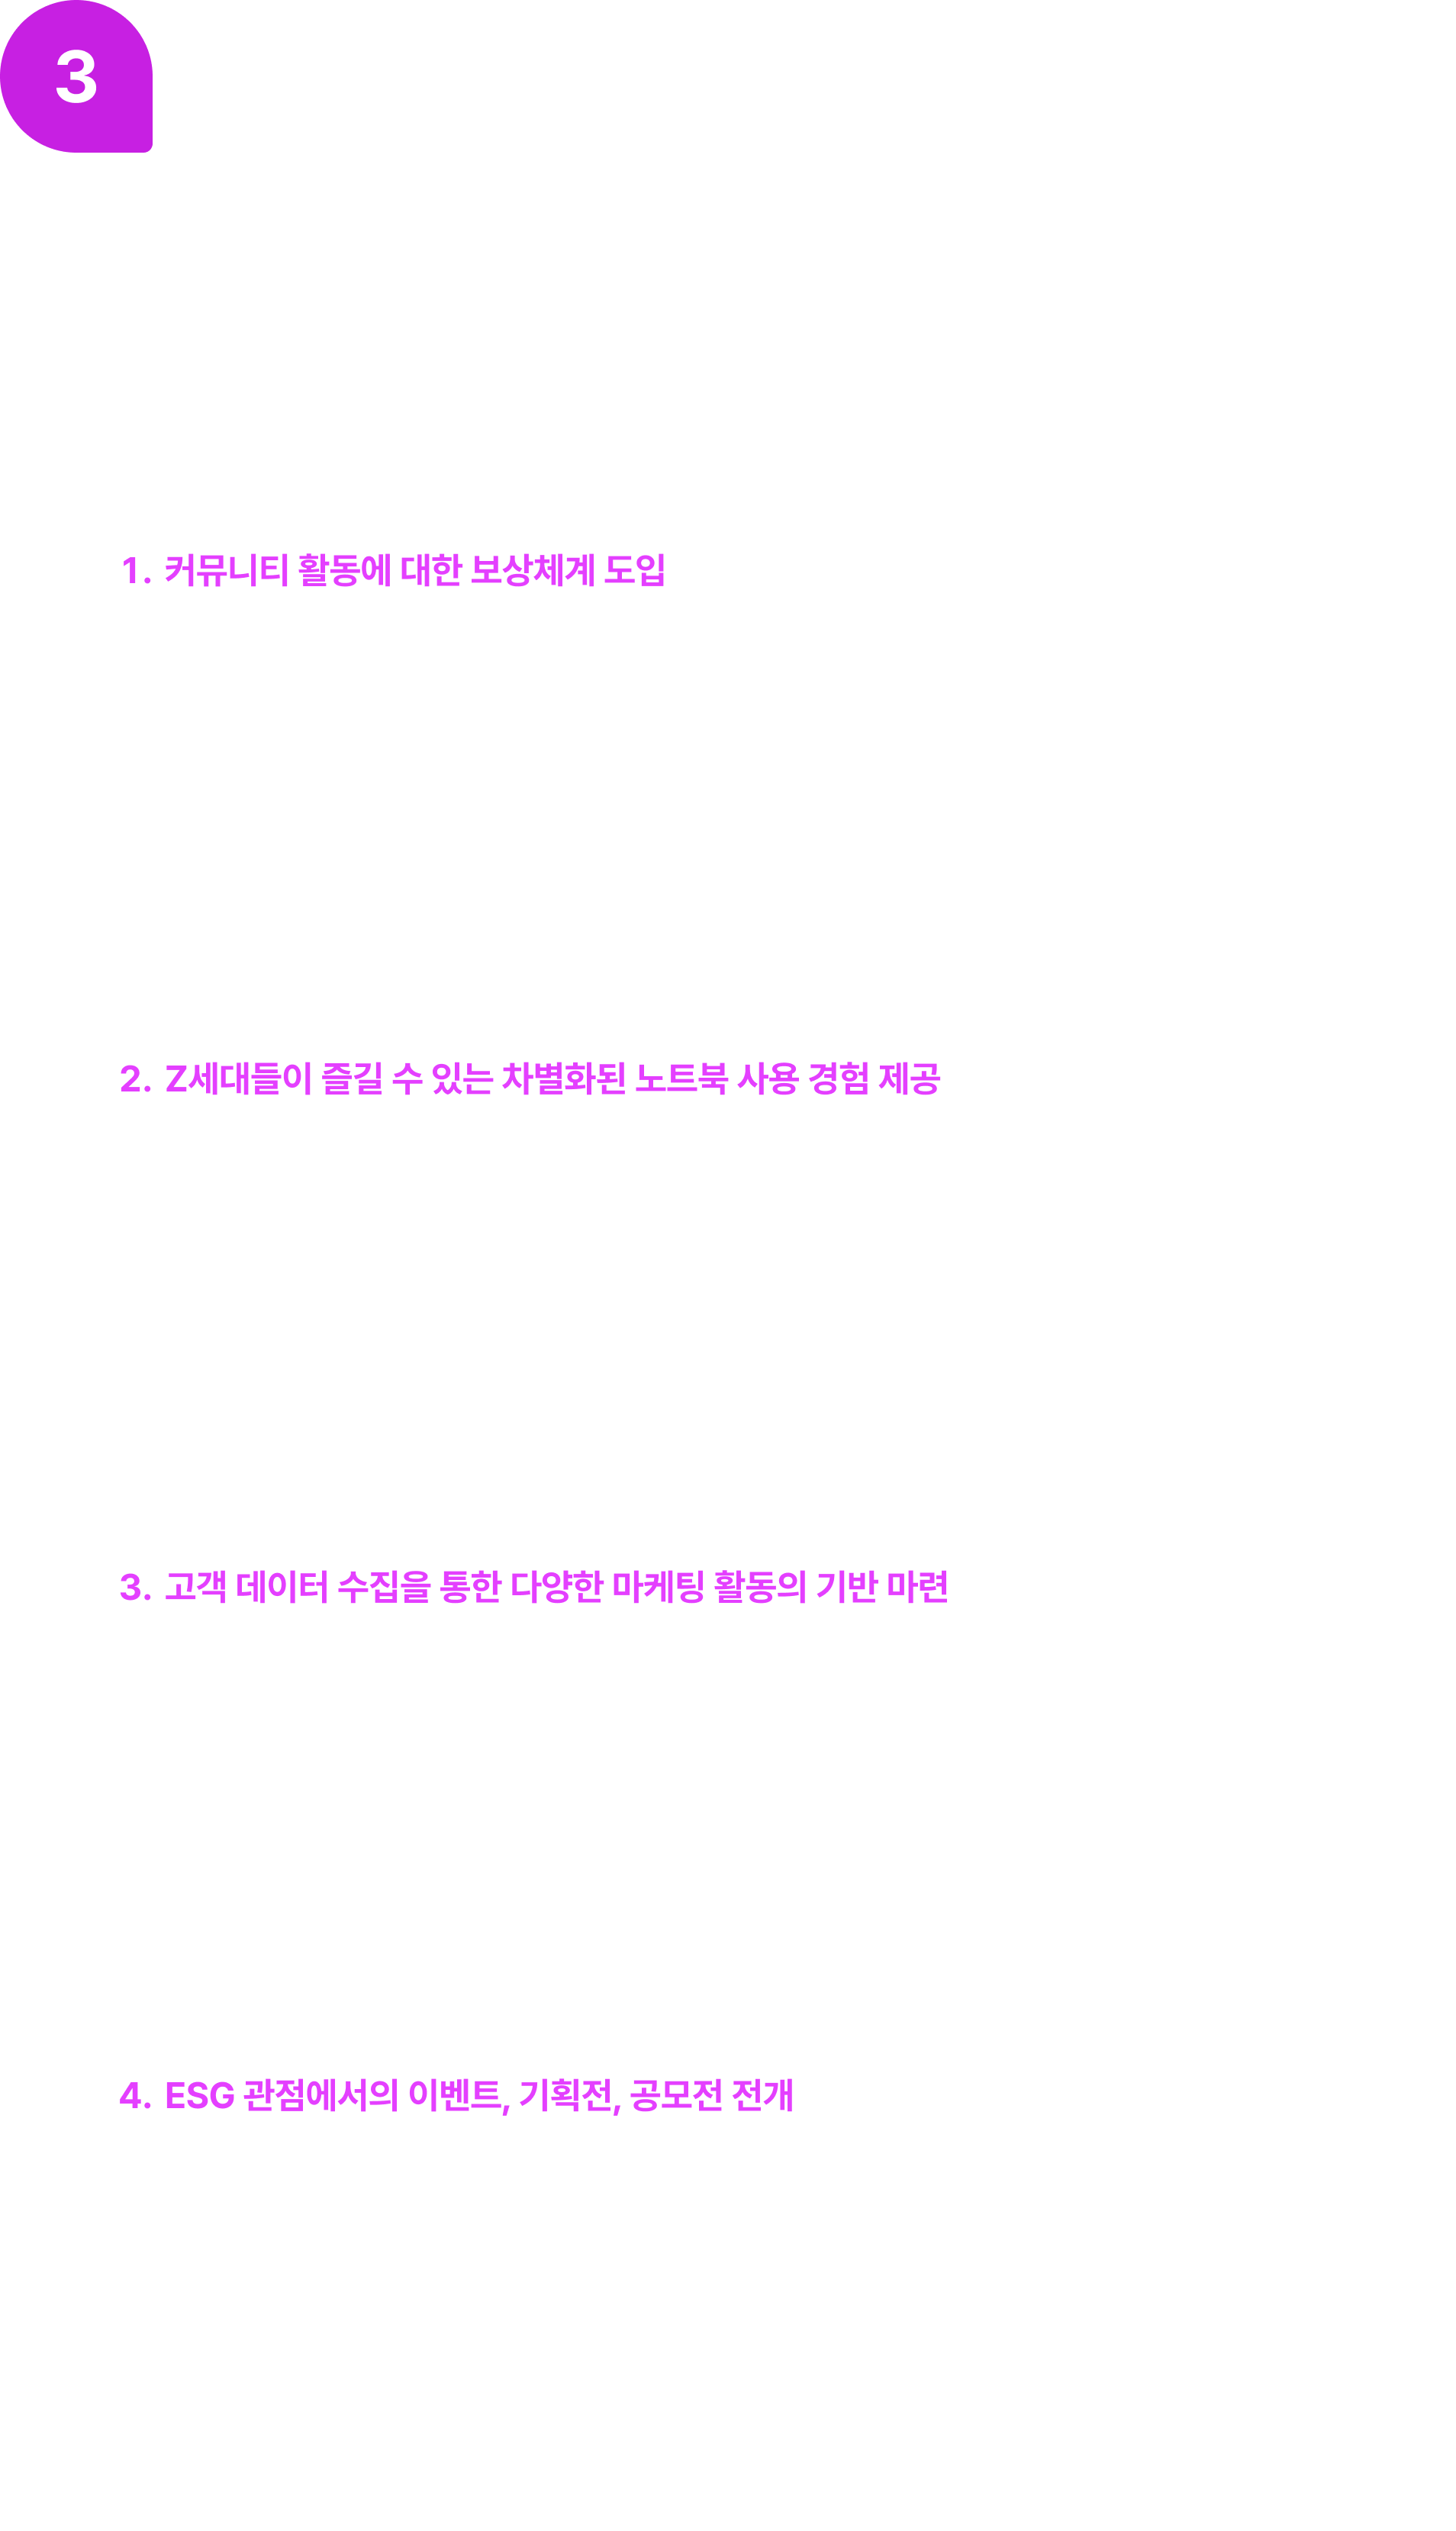 3
1. 커뮤니티 활동에 대한 보상체계 도입
2. Z세대들이 즐길 수 있는 차별화된 노트북 사용 경험 제공
3. 고객 데이터 수집을 통한 다양한 마케팅 활동의 기반 마련
4. ESG 관점에서의 이벤트, 기획전, 공모전 전개